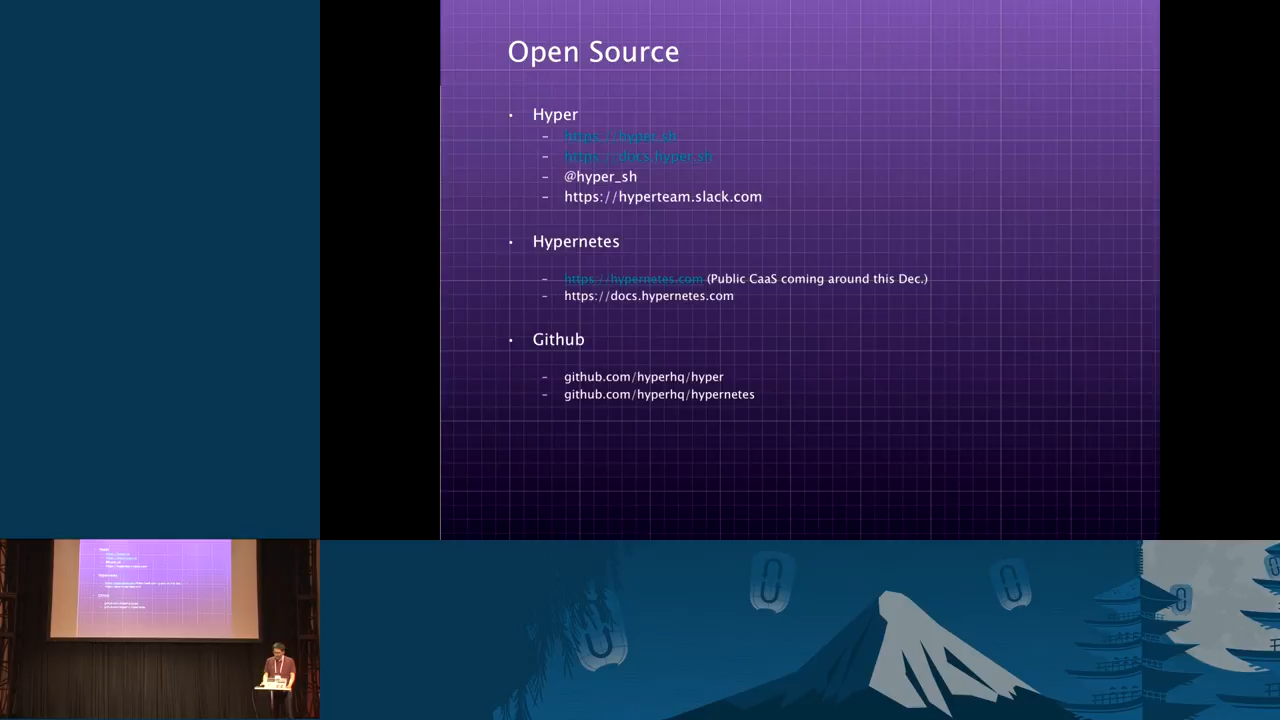 Open Source
• Hyper
– https://hyper.sh
– https://docs.hyper.sh
– @hyper_sh
– https://hyperteam.slack.com
• Hypernetes
– https://hypernetes.com (Public CaaS coming around this Dec.)
– https://docs.hypernetes.com
• Github
– github.com/hyperhq/hyper
– github.com/hyperhq/hypernetes